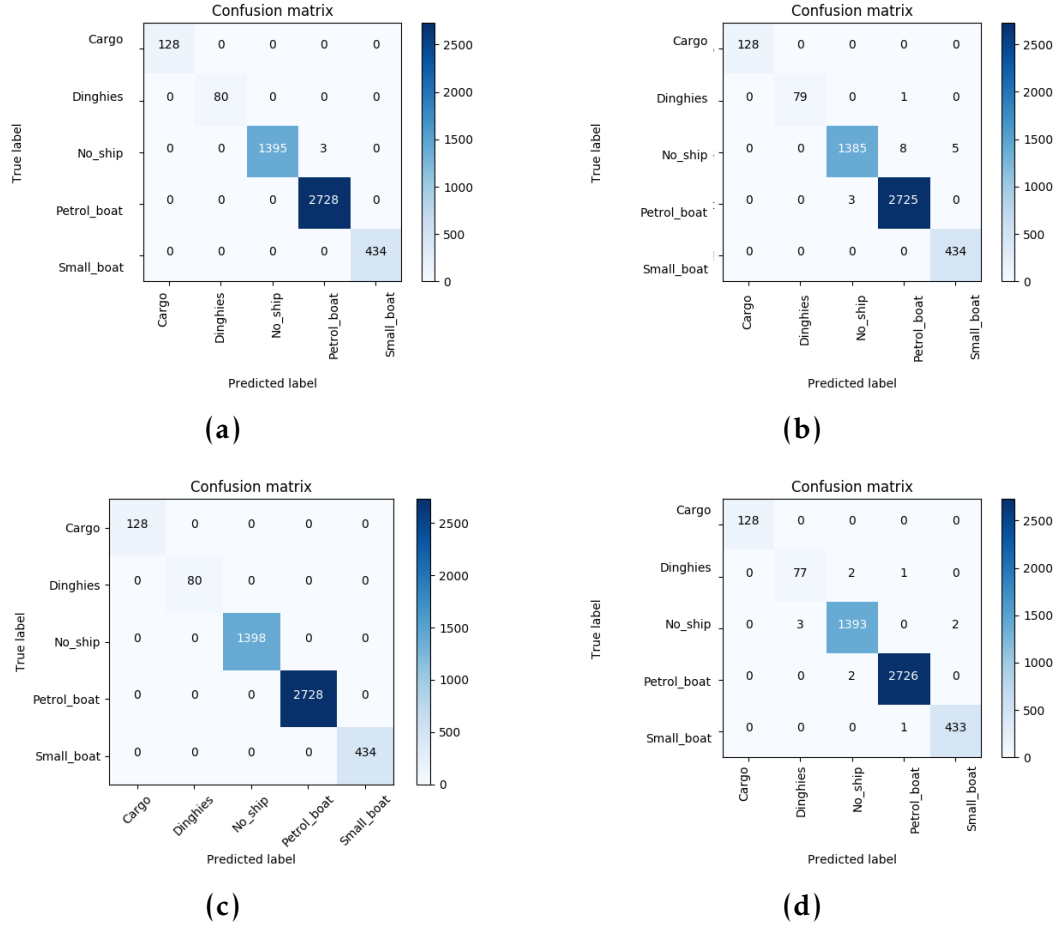 Confusion matrix
Cargo 128 0 0 0 0 2500
Dinghies 0 80 0 0 0 2000
No_ship 0 0 1395 3 0 1500
Petrol_boat 0 0 0 2728 0 1000
Small_boat 0 0 0 0 434 500
0
True label
Cargo Dinghies No_ship Petrol_boat Small_boat
Predicted label
(a)
Confusion matrix
Cargo 128 0 0 0 0 2500
Dinghies 0 79 0 1 0 2000
No_ship 0 0 1385 8 5 1500
Petrol_boat 0 0 3 2725 0 1000
Small_boat 0 0 0 0 434 500
0
True label
Cargo Dinghies No_ship Petrol_boat Small_boat
Predicted label
(b)
Confusion matrix
Cargo 128 0 0 0 0 2500
Dinghies 0 80 0 0 0 2000
No_ship 0 0 1398 0 0 1500
Petrol_boat 0 0 0 2728 0 1000
Small_boat 0 0 0 0 434 500
0
True label
Cargo Dinghies No_ship Petrol_boat Small_boat
Predicted label
(c)
Confusion matrix
Cargo 128 0 0 0 0 2500
Dinghies 0 77 2 1 0 2000
No_ship 0 3 1393 0 2 1500
Petrol_boat 0 0 2 2726 0 1000
Small_boat 0 0 0 1 433 500
0
True label
Cargo Dinghies No_ship Petrol_boat Small_boat
Predicted label
(d)